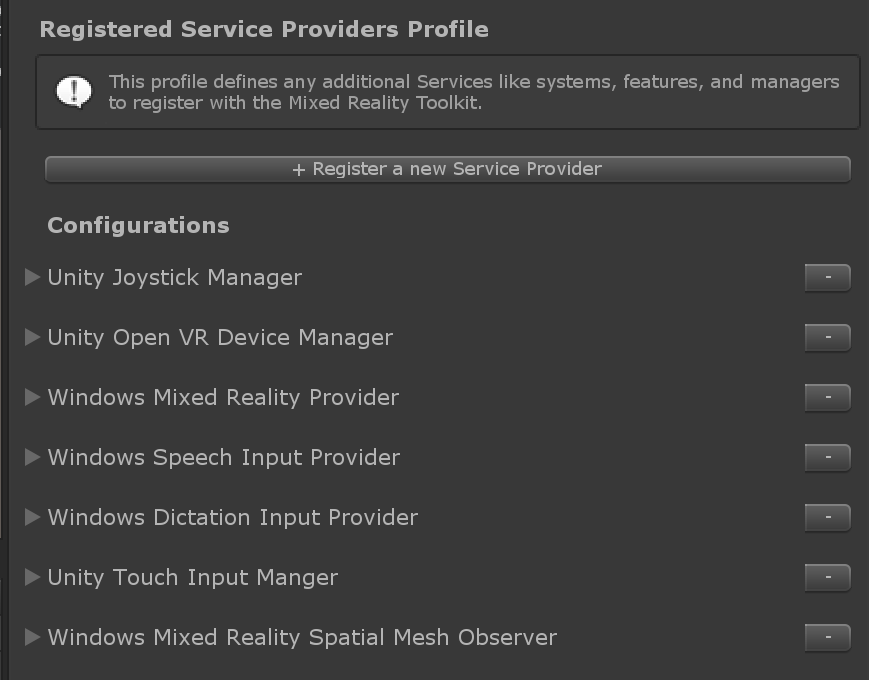 Registered Service Providers Profile
This profile defines any additional Services like systems, features, and managers
to register with the Mixed Reality Toolkit.
+ Register a new Service Provider
Configurations
Unity Joystick Manager
-
Unity Open VR Device Manager
-
Windows Mixed Reality Provider
-
Windows Speech Input Provider
-
Windows Dictation Input Provider
-
Unity Touch Input Manger
-
Windows Mixed Reality Spatial Mesh Observer
-